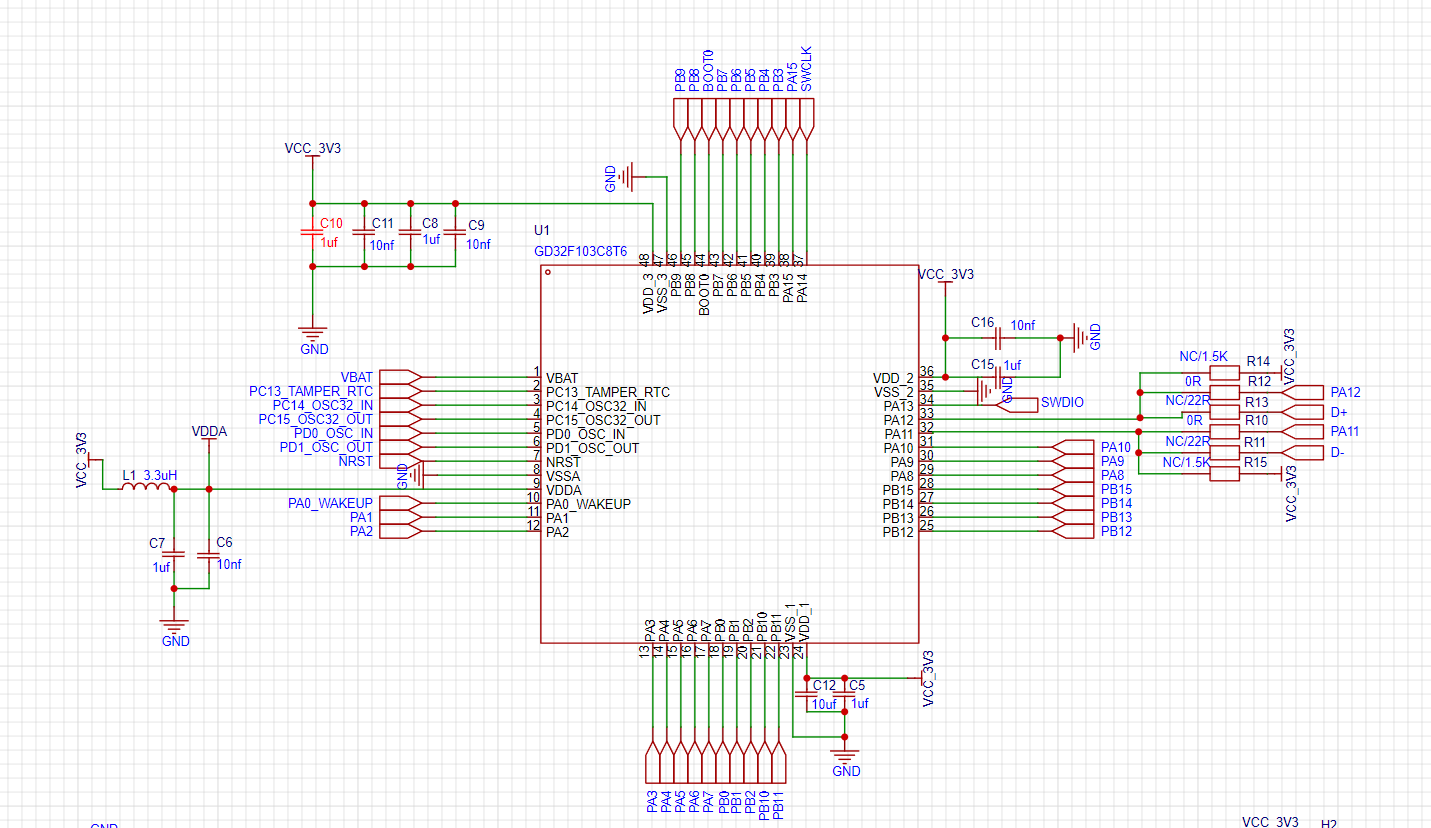 PB9
PB8
BOOT0
PB7
PB6
PB5
PB4
PB3
PA15
SWCLK
VCC_3V3
GND
C10
1uf
C11
10nf
C8
1uf
C9
10nf
GND
U1
GD32F103C8T6
48 47 46 45 44 43 42 41 40 39 38 37
VDD_3
VSS_3
PB9
PB8
BOOT0
PB7
PB6
PB5
PB4
PB3
PA15
PA14
VCC_3V3
C16 10nf
GND
C15 1uf
GND
VBAT 1 VBAT
PC13_TAMPER_RTC 2 PC13_TAMPER_RTC
PC14_OSC32_IN 3 PC14_OSC32_IN
PC15_OSC32_OUT 4 PC15_OSC32_OUT
PD0_OSC_IN 5 PD0_OSC_IN
PD1_OSC_OUT 6 PD1_OSC_OUT
NRST 7 NRST
GND 8 VSSA
9 VDDA
PA0_WAKEUP 10 PA0_WAKEUP
PA1 11 PA1
PA2 12 PA2
VDD_2 36
VSS_2 35
PA13 34 SWDIO
PA12 33
PA11 32
PA10 31 PA10
PA9 30 PA9
PA8 29 PA8
PB15 28 PB15
PB14 27 PB14
PB13 26 PB13
PB12 25 PB12
NC/1.5K R14 VCC_3V3
0R R12 PA12
NC/22R R13 D+
0R R10 PA11
NC/22R R11 D-
NC/1.5K R15 VCC_3V3
VCC_3V3
VDDA
L1 3.3uH
C7
1uf
C6
10nf
GND
PA3
PA4
PA5
PA6
PA7
PB0
PB1
PB2
PB10
PB11
VSS_1
VDD_1
13 14 15 16 17 18 19 20 21 22 23 24
C12
10uf
C5
1uf
VCC_3V3
GND
PA3
PA4
PA5
PA6
PA7
PB0
PB1
PB2
PB10
PB11
GND
VCC_3V3
H2